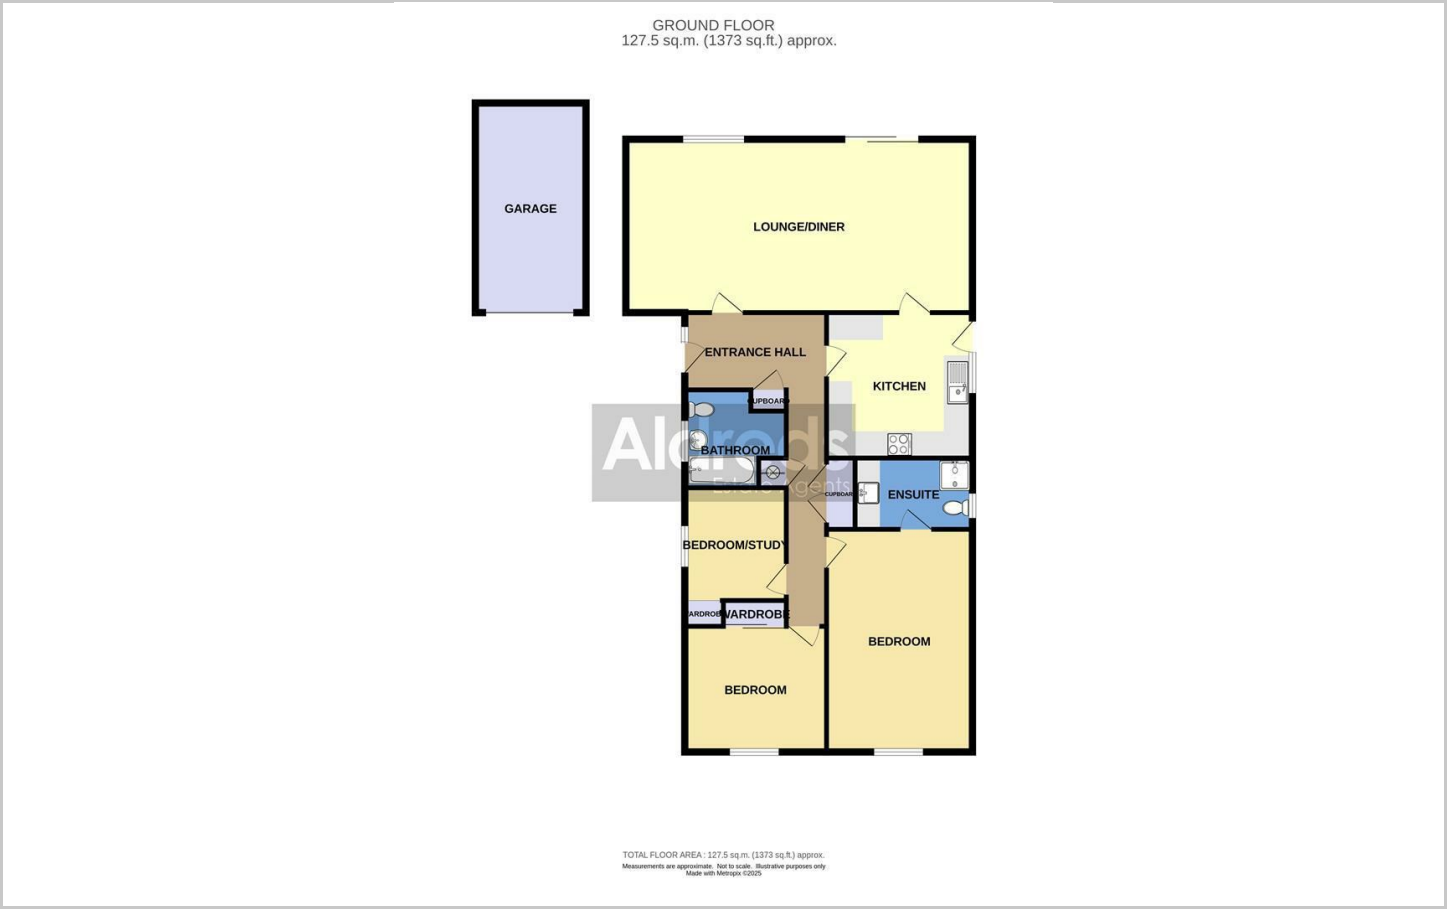 GROUND FLOOR
127.5 sq.m. (1373 sq.ft.) approx.
GARAGE
LOUNGE/DINER
ENTRANCE HALL
KITCHEN
CUPBOARD
Aldreds
BATHROOM
Estate Agents
CUPBOARD
ENSUITE
BEDROOM/STUDY
WARDROBE
WARDROBE
BEDROOM
BEDROOM
TOTAL FLOOR AREA : 127.5 sq.m. (1373 sq.ft.) approx.
Measurements are approximate. Not to scale. Illustrative purposes only
Made with Metropix ©2025